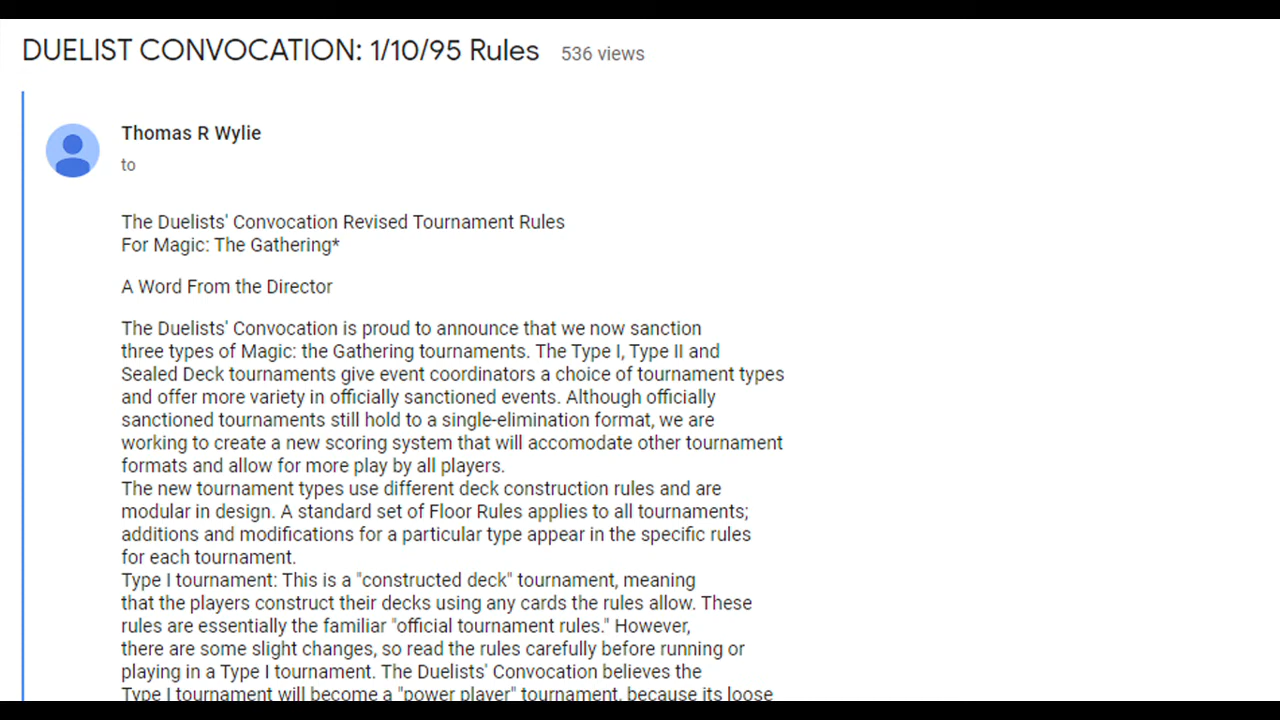 DUELIST CONVOCATION: 1/10/95 Rules 536 views
Thomas R Wylie
to
The Duelists' Convocation Revised Tournament Rules
For Magic: The Gathering*
A Word From the Director
The Duelists' Convocation is proud to announce that we now sanction
three types of Magic: the Gathering tournaments. The Type I, Type II and
Sealed Deck tournaments give event coordinators a choice of tournament types
and offer more variety in officially sanctioned events. Although officially
sanctioned tournaments still hold to a single-elimination format, we are
working to create a new scoring system that will accomodate other tournament
formats and allow for more play by all players.
The new tournament types use different deck construction rules and are
modular in design. A standard set of Floor Rules applies to all tournaments;
additions and modifications for a particular type appear in the specific rules
for each tournament.
Type I tournament: This is a "constructed deck" tournament, meaning
that the players construct their decks using any cards the rules allow. These
rules are essentially the familiar "official tournament rules." However,
there are some slight changes, so read the rules carefully before running or
playing in a Type I tournament. The Duelists' Convocation believes the
Type I tournament will become a "power player" tournament, because its loose